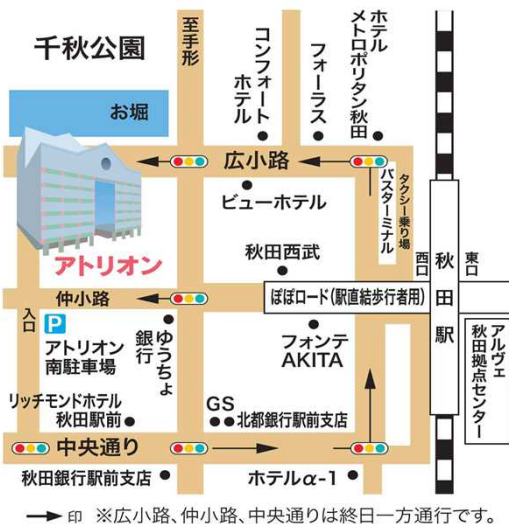 千秋公園
お堀
至手形
コンフォート
ホテル
フォーラス
ホテル
メトロポリタン秋田
広小路
ビューホテル
バスターミナル
タクシー乗り場
アトリオン
秋田西武
仲小路
ぽぽロード(駅直結歩行者用)
西口
秋田駅
東口
入口
P
アトリオン
南駐車場
ゆうちょ
銀行
フォンテ
AKITA
アルヴェ
秋田拠点センター
リッチモンドホテル
秋田駅前
GS
北都銀行駅前支店
中央通り
秋田銀行駅前支店
ホテルα-1
→ 印 ※広小路、仲小路、中央通りは終日一方通行です。